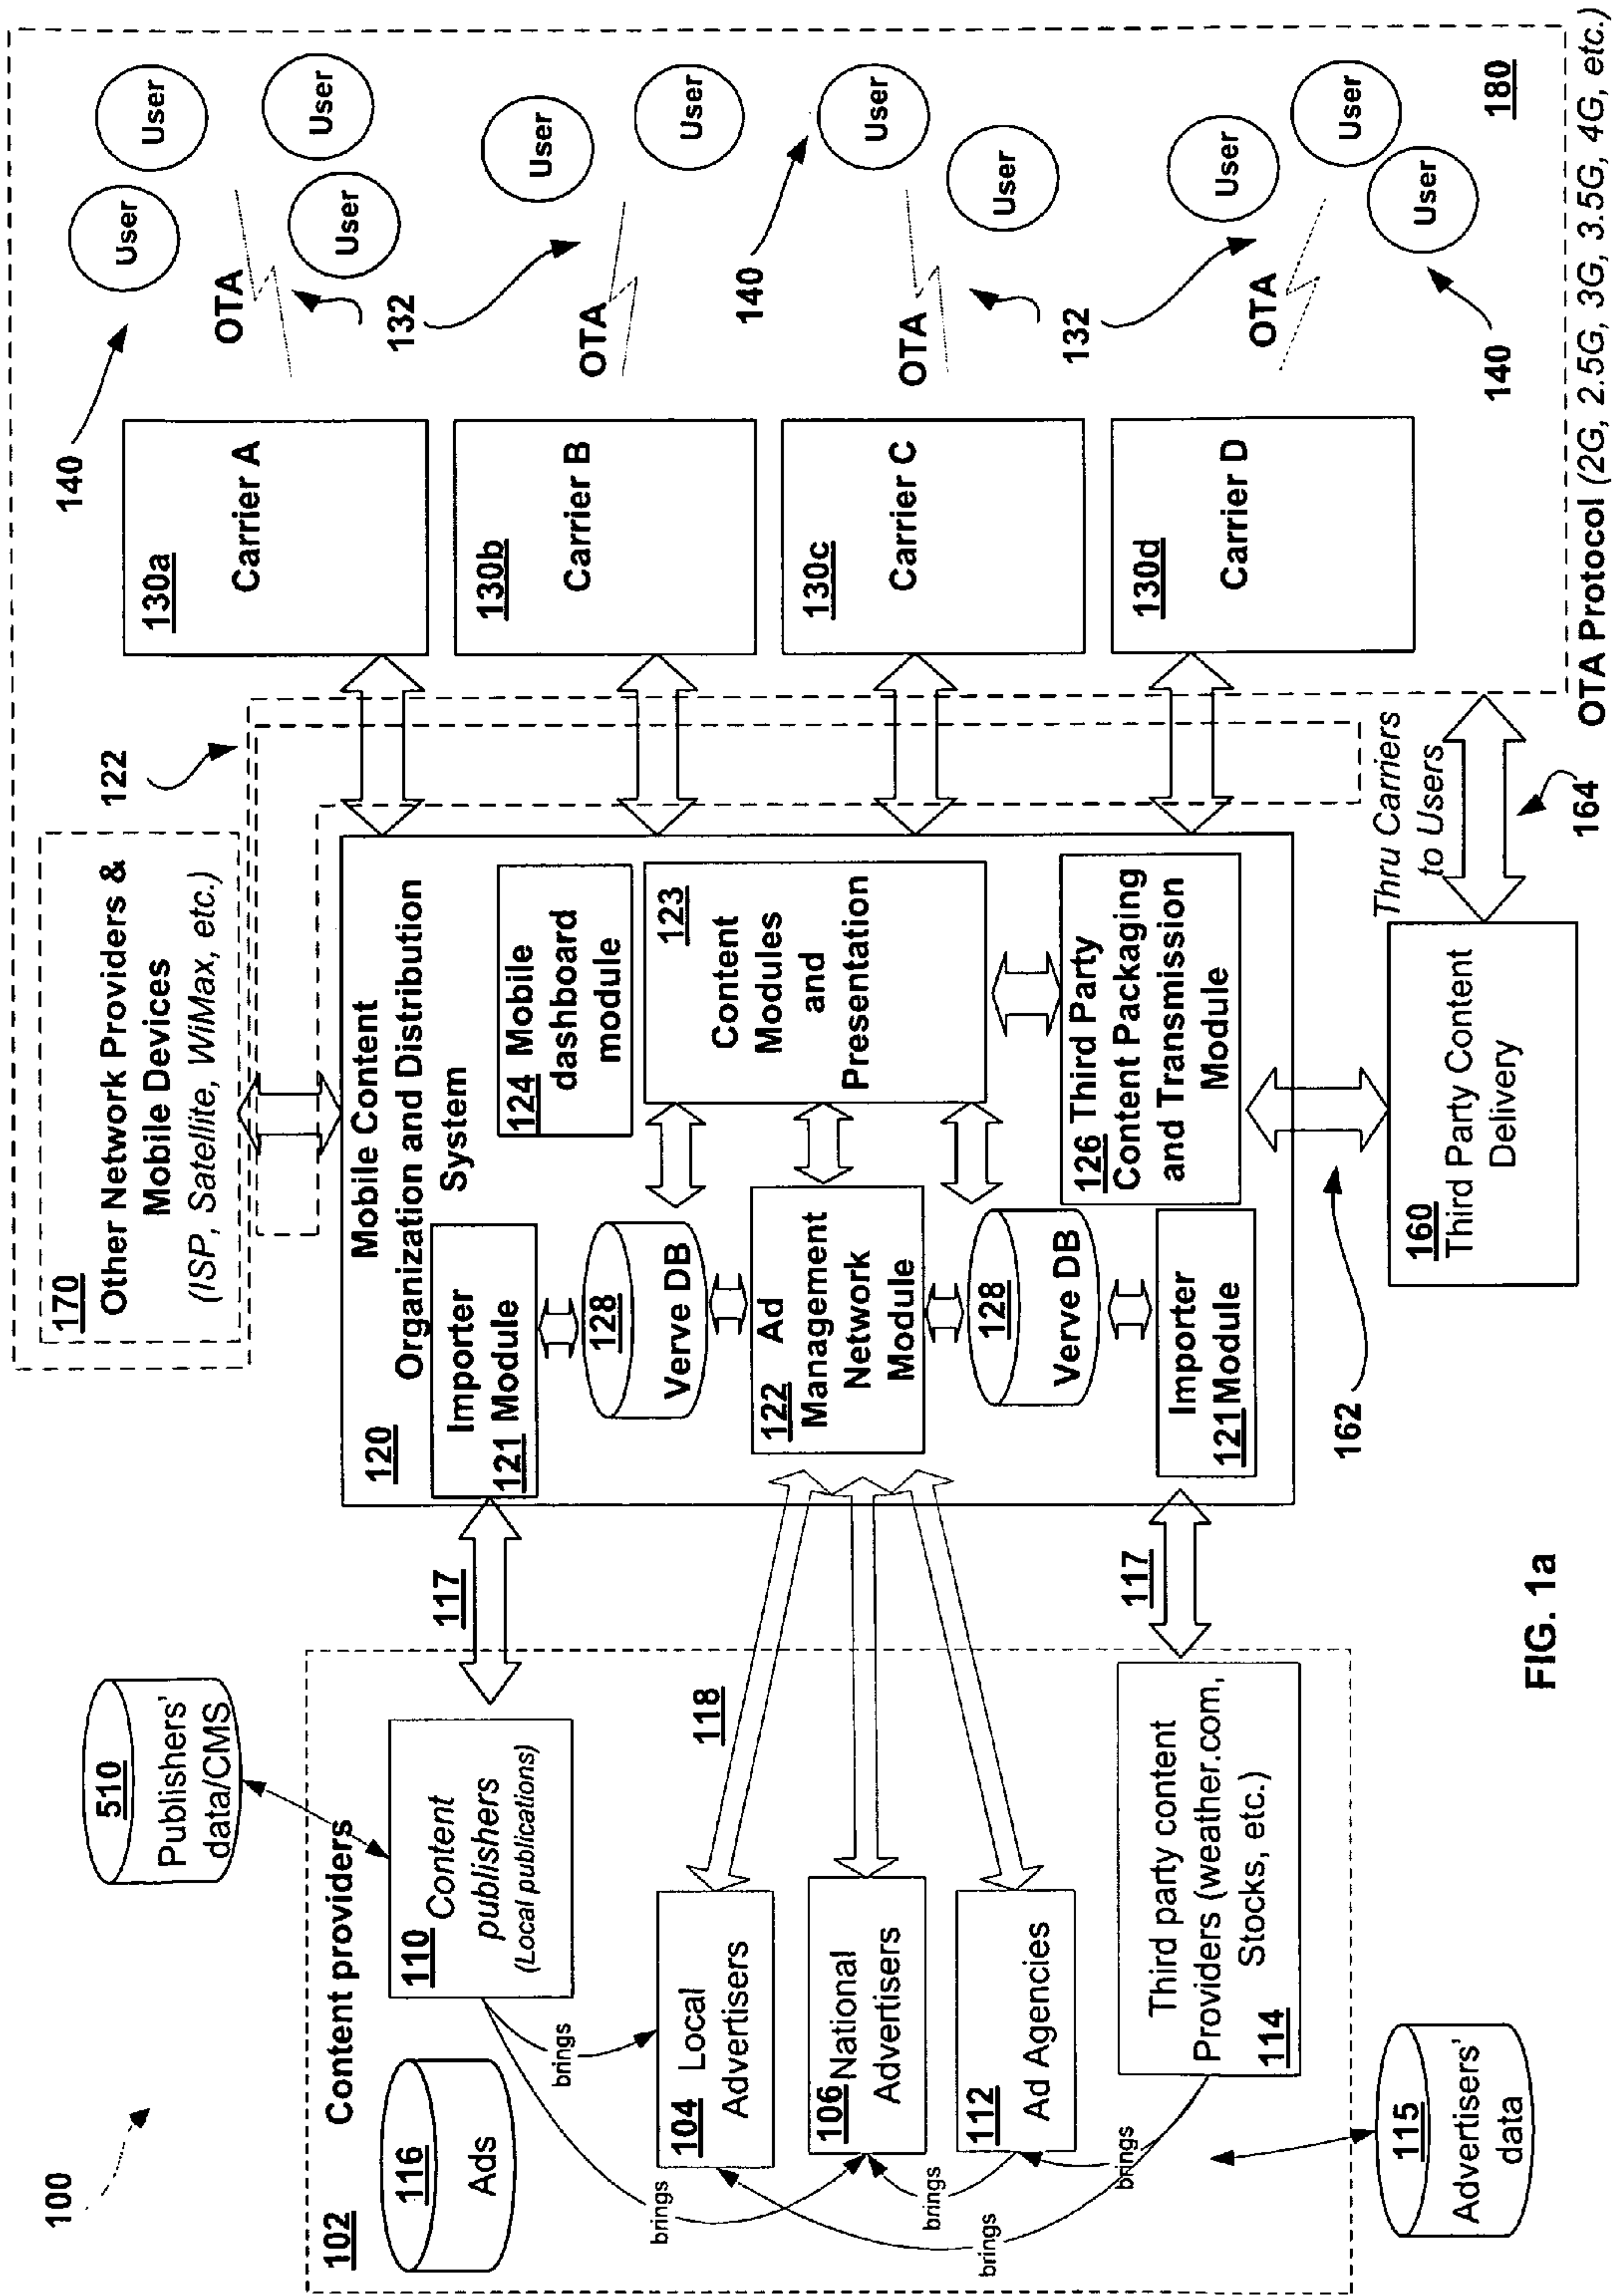 100
102
Content providers
510
Publishers'
data/CMS
116
Ads
110
Content
publishers
(Local publications)
brings
brings
104 Local
Advertisers
106 National
Advertisers
112
Ad Agencies
brings
brings
brings
Third party content
Providers (weather.com,
Stocks, etc.)
114
115
Advertisers'
data
117
118
117
120
Mobile Content
Organization and Distribution
System
Importer
121 Module
128
Verve DB
122 Ad
Management
Network
Module
128
Verve DB
Importer
121 Module
124 Mobile
dashboard
module
123
Content
Modules
and
Presentation
126 Third Party
Content Packaging
and Transmission
Module
162
160
Third Party Content
Delivery
Thru Carriers
to Users
164
170
Other Network Providers &
Mobile Devices
(ISP, Satellite, WiMax, etc.)
122
130a
Carrier A
130b
Carrier B
130c
Carrier C
130d
Carrier D
140
OTA
132
OTA
140
OTA
132
OTA
140
User
User
User
User
User
User
User
User
User
User
User
180
OTA Protocol (2G, 2.5G, 3G, 3.5G, 4G, etc.)
FIG. 1a